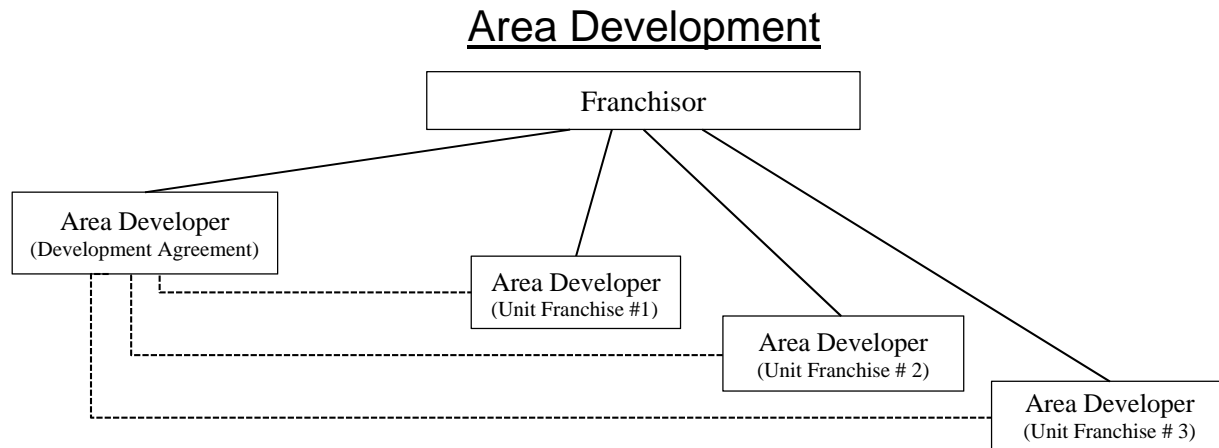 Area Development
Franchisor
Area Developer
(Development Agreement)
Area Developer
(Unit Franchise #1)
Area Developer
(Unit Franchise # 2)
Area Developer
(Unit Franchise # 3)